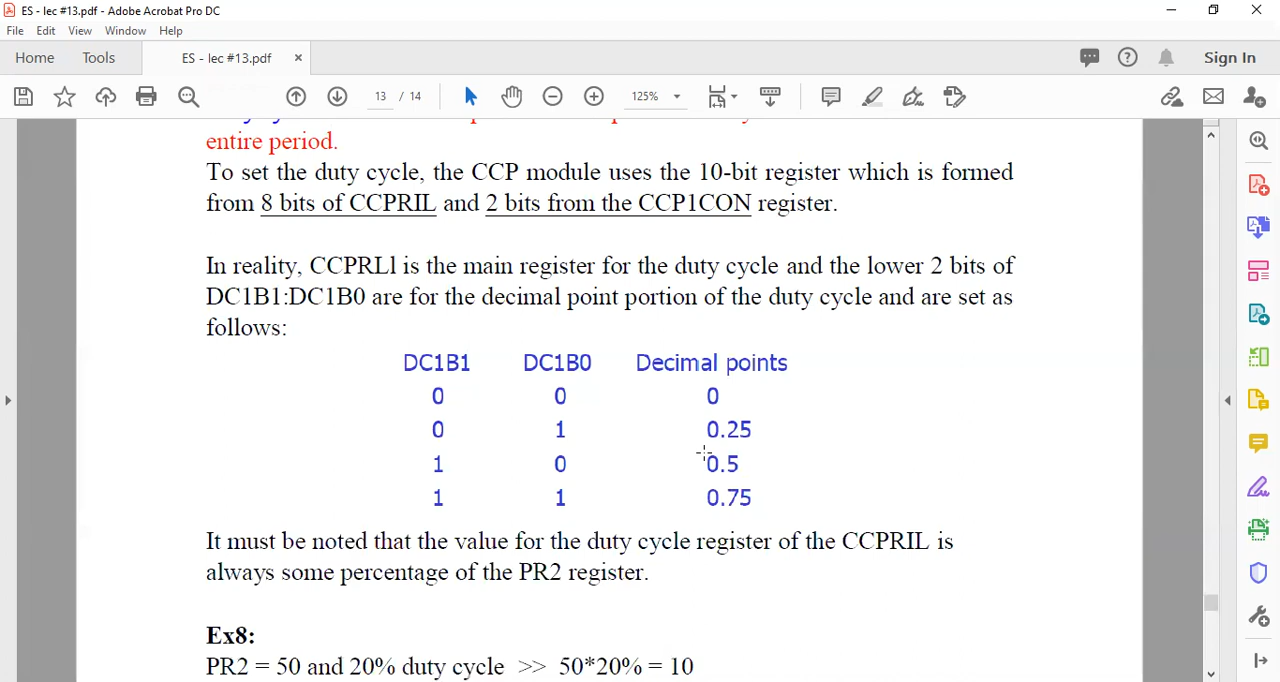 ES - lec #13.pdf - Adobe Acrobat Pro DC
File Edit View Window Help
Home Tools ES - lec #13.pdf × Sign In
13 / 14 125%
entire period.
To set the duty cycle, the CCP module uses the 10-bit register which is formed
from 8 bits of CCPRIL and 2 bits from the CCP1CON register.
In reality, CCPRLl is the main register for the duty cycle and the lower 2 bits of
DC1B1:DC1B0 are for the decimal point portion of the duty cycle and are set as
follows:
DC1B1 DC1B0 Decimal points
0 0 0
0 1 0.25
1 0 0.5
1 1 0.75
It must be noted that the value for the duty cycle register of the CCPRIL is
always some percentage of the PR2 register.
Ex8:
PR2 = 50 and 20% duty cycle >> 50*20% = 10